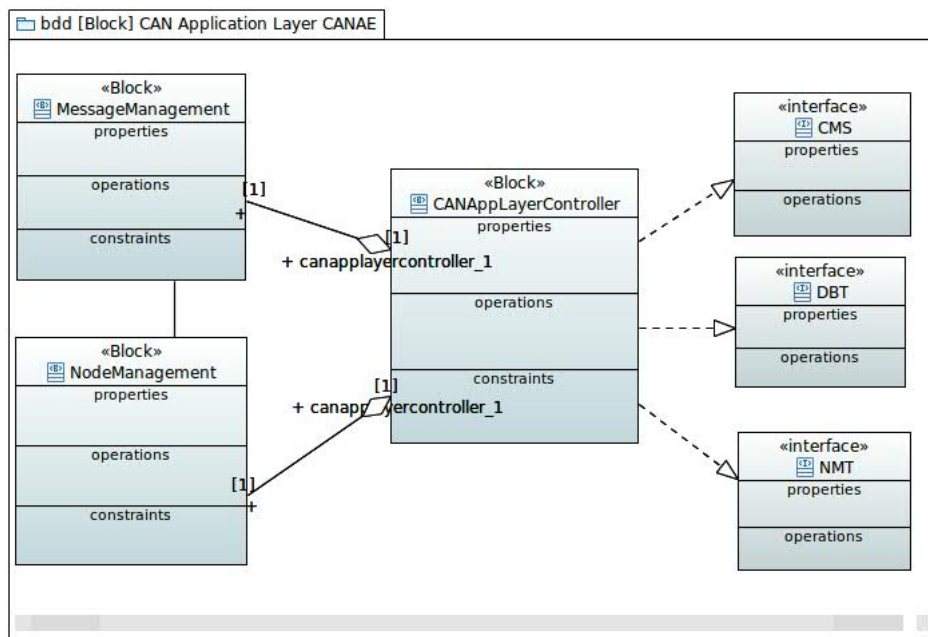 bdd [Block] CAN Application Layer CANAE
«Block»
MessageManagement
properties
operations
constraints
[1]
+
«Block»
NodeManagement
properties
operations
constraints
[1]
+
«Block»
CANAppLayerController
properties
operations
constraints
[1]
+ canapplayercontroller_1
[1]
+ canapplayercontroller_1
«interface»
CMS
properties
operations
«interface»
DBT
properties
operations
«interface»
NMT
properties
operations